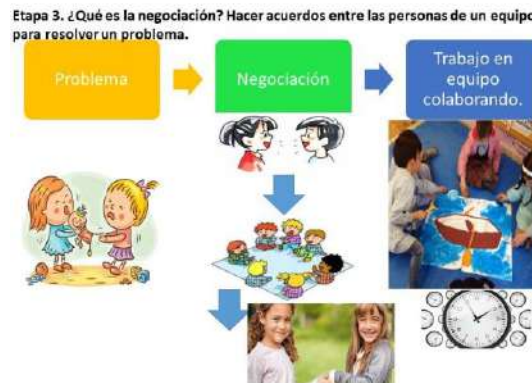 Etapa 3. ¿Qué es la negociación? Hacer acuerdos entre las personas de un equipo
para resolver un problema.
Problema
Negociación
Trabajo en
equipo
colaborando.